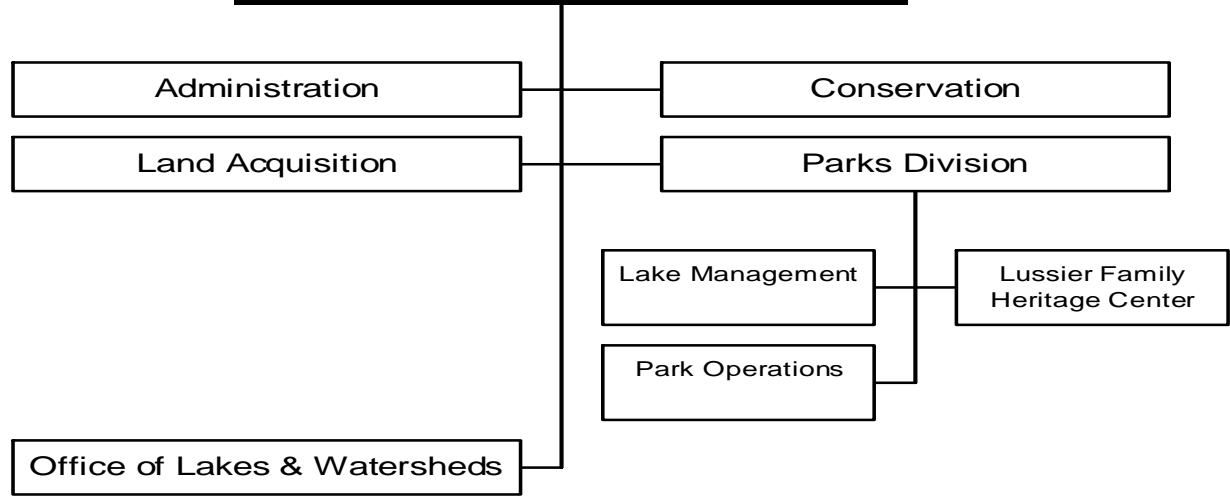 Administration
Conservation
Land Acquisition
Parks Division
Lake Management
Lussier Family
Heritage Center
Park Operations
Office of Lakes & Watersheds